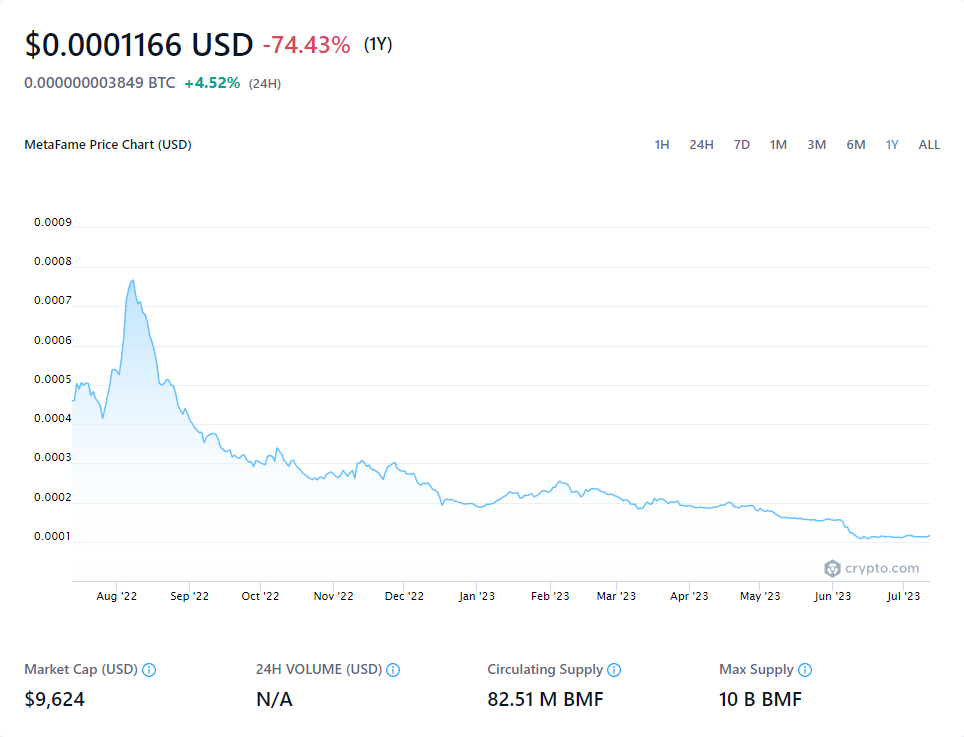 $0.0001166 USD -74.43% (1Y)
0.000000003849 BTC +4.52% (24H)
MetaFame Price Chart (USD) 1H 24H 7D 1M 3M 6M 1Y ALL
0.0009
0.0008
0.0007
0.0006
0.0005
0.0004
0.0003
0.0002
0.0001
crypto.com
Aug '22 Sep '22 Oct '22 Nov '22 Dec '22 Jan '23 Feb '23 Mar '23 Apr '23 May '23 Jun '23 Jul '23
Market Cap (USD) 24H VOLUME (USD) Circulating Supply Max Supply
$9,624 N/A 82.51 M BMF 10 B BMF